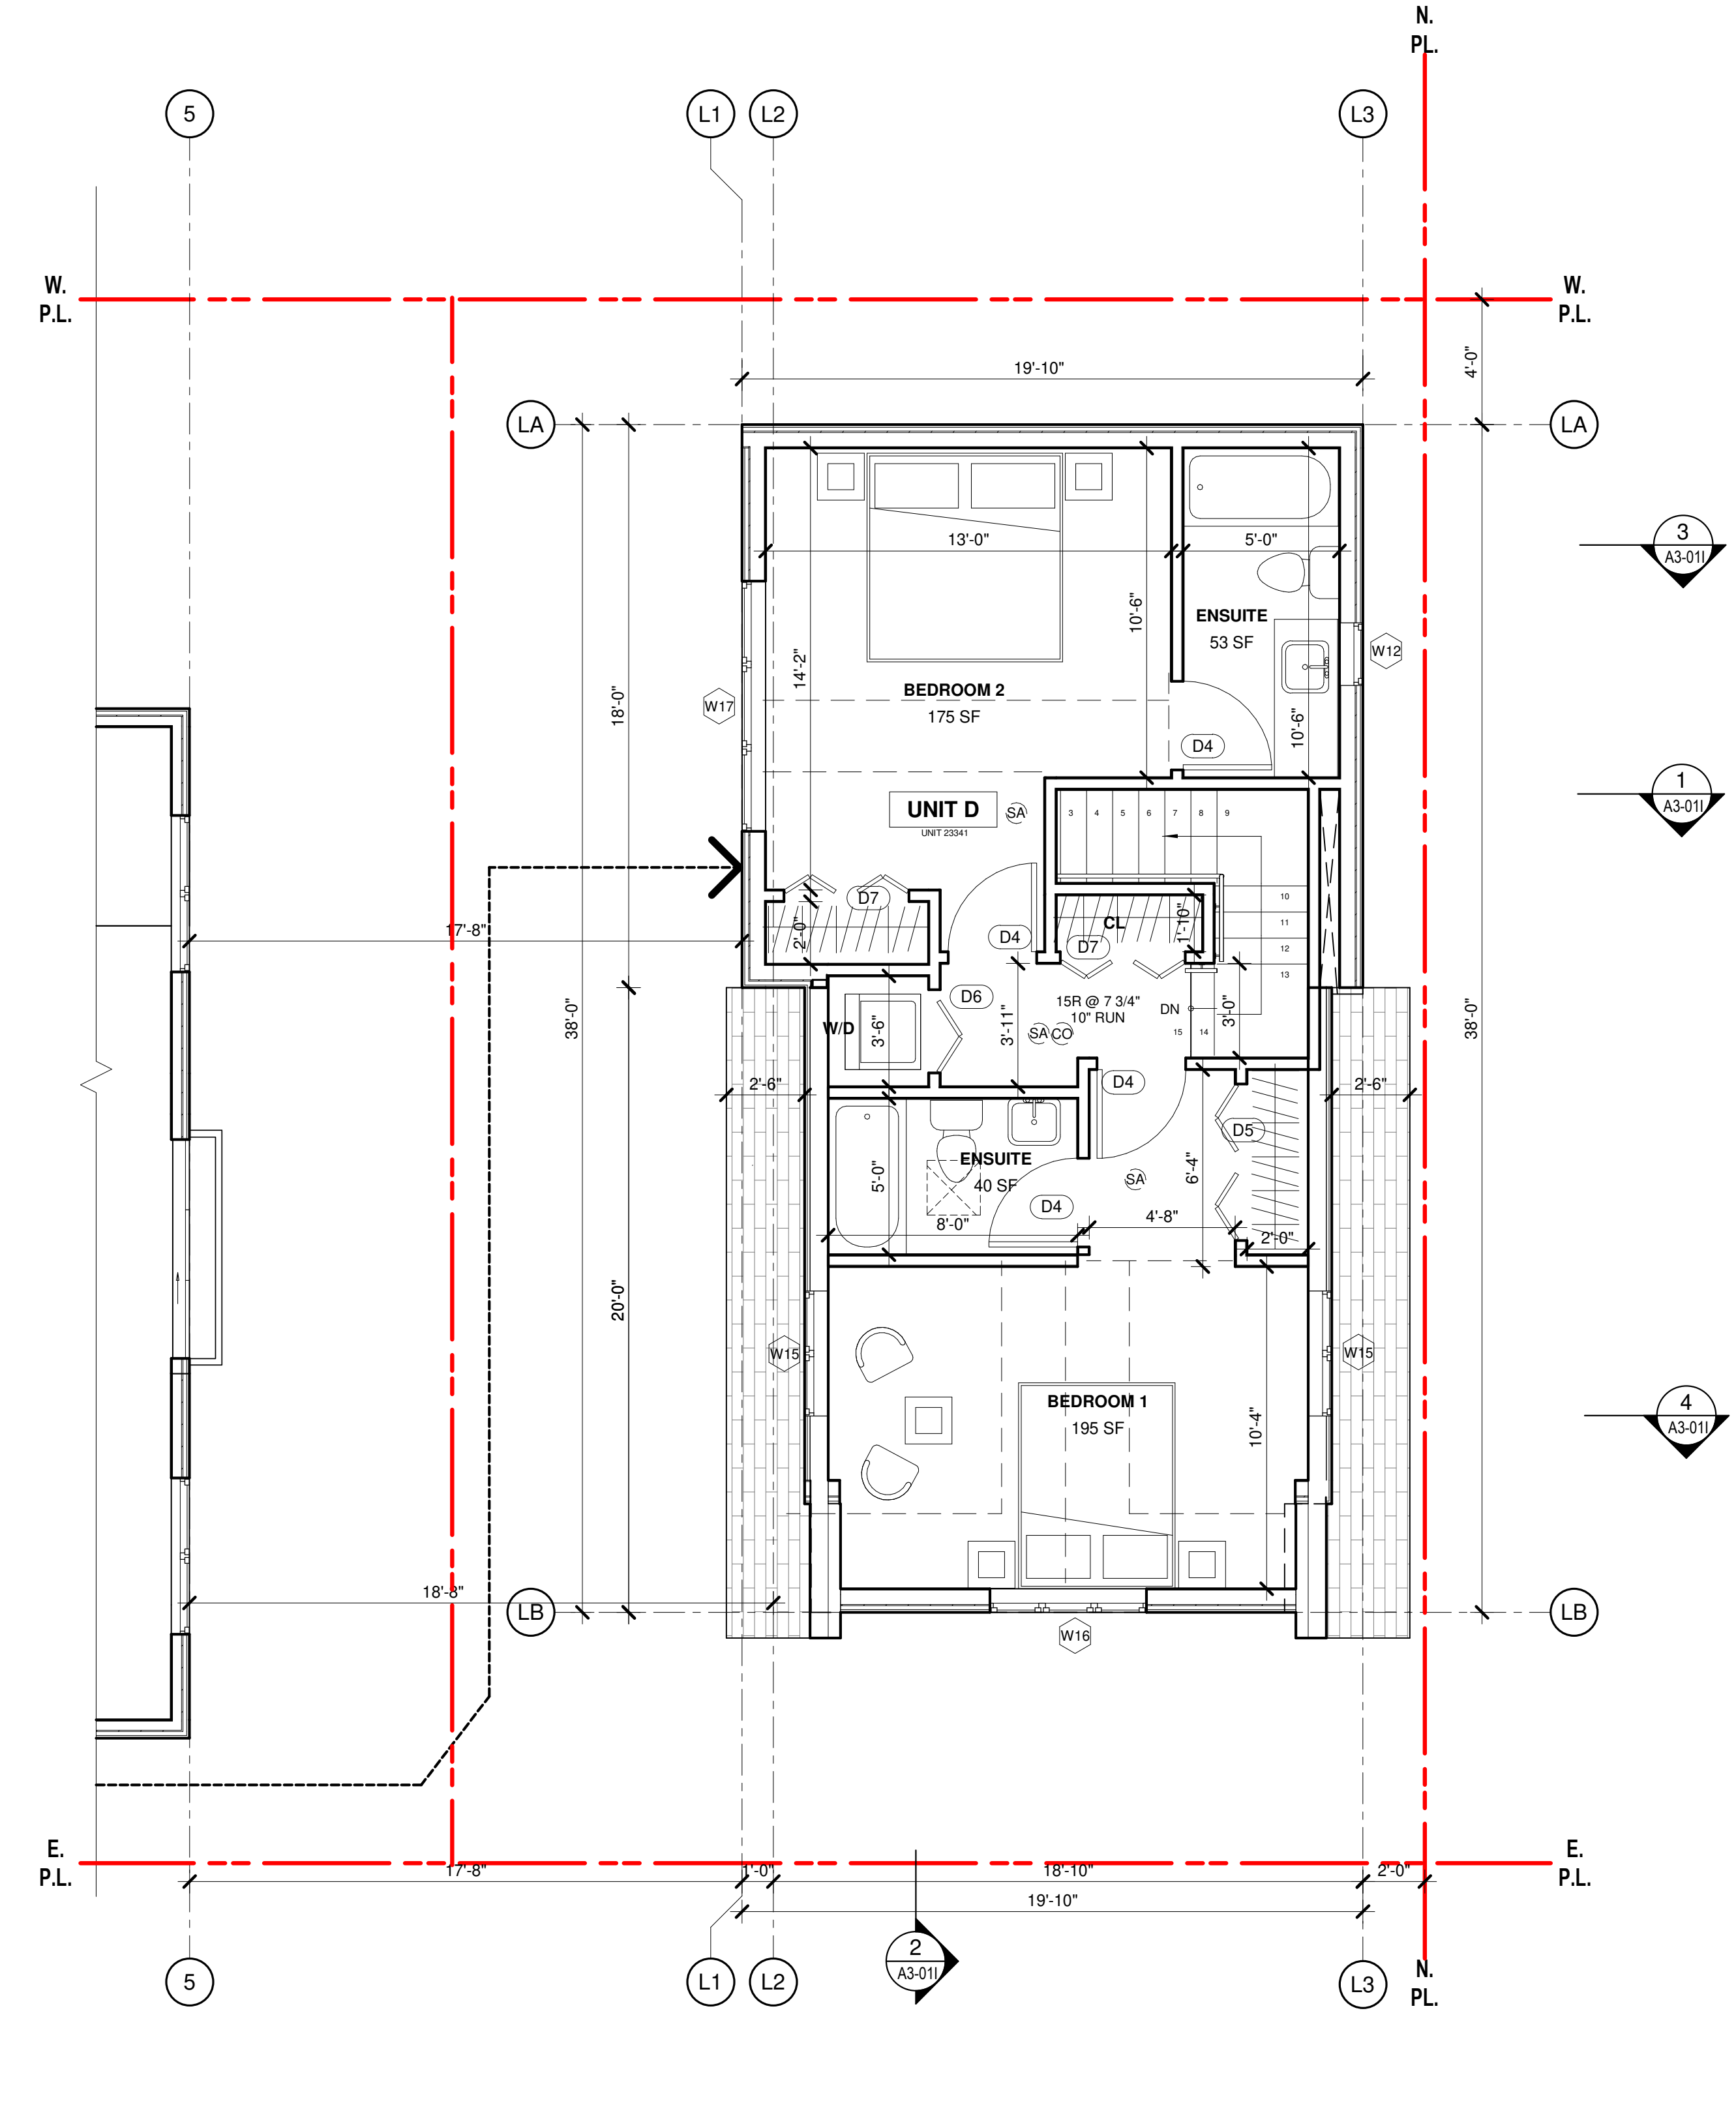 N.
PL.
5
L1
L2
L3
W.
P.L.
W.
P.L.
4'-0"
19'-10"
LA
LA
3
A3-01I
13'-0"
5'-0"
10'-6"
ENSUITE
53 SF
W12
14'-2"
BEDROOM 2
175 SF
W17
18'-0"
10'-6"
D4
1
A3-01I
UNIT D
UNIT 23341
SA
3
4
5
6
7
8
9
D7
10
11
12
13
CL
1'-10"
2'-0"
17'-8"
D4
D7
D6
15R @ 7 3/4"
10" RUN
DN
15
14
3'-0"
W/D
3'-6"
3'-11"
SA
CO
38'-0"
38'-0"
2'-6"
2'-6"
D4
D5
ENSUITE
40 SF
5'-0"
SA
6'-4"
D4
8'-0"
4'-8"
2'-0"
20'-0"
W15
W15
BEDROOM 1
195 SF
10'-4"
4
A3-01I
18'-8"
LB
LB
W16
E.
P.L.
E.
P.L.
17'-8"
1'-0"
18'-10"
2'-0"
19'-10"
2
A3-01I
5
L1
L2
L3
N.
PL.